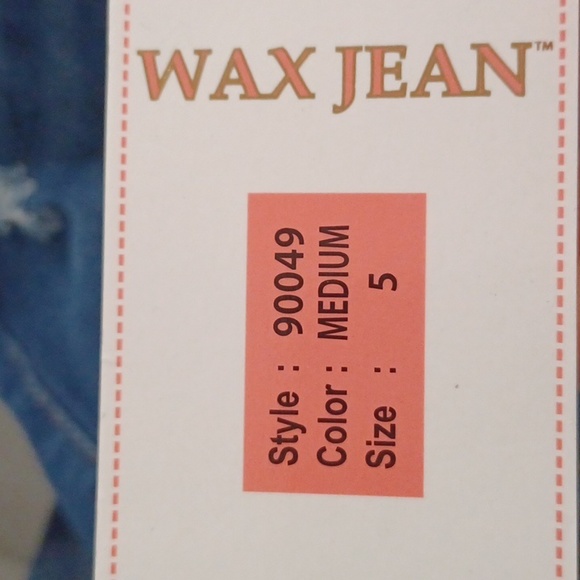 WAX JEAN™
Style : 90049
Color : MEDIUM
Size : 5